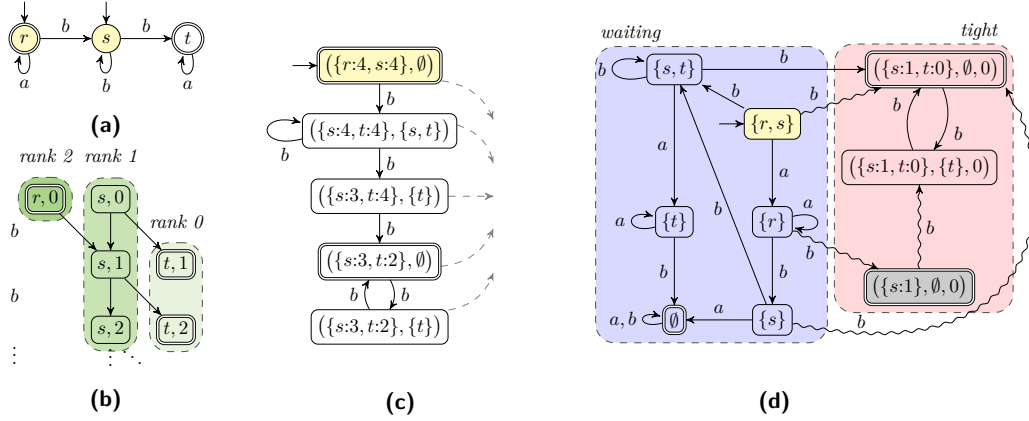 r b s b t
a b a
(a)
rank 2 rank 1
r, 0 s, 0
rank 0
b
s, 1 t, 1
b
s, 2 t, 2
⋮ ⋮ ⋱
(b)
({r:4, s:4}, ∅)
b
({s:4, t:4}, {s, t})
b
b
({s:3, t:4}, {t})
b
({s:3, t:2}, ∅)
b b
({s:3, t:2}, {t})
(c)
waiting tight
b {s, t} b ({s:1, t:0}, ∅, 0)
b b
{r, s}
b b
a a
({s:1, t:0}, {t}, 0)
a {t} b {r} a
b b
b b
({s:1}, ∅, 0)
a, b ∅ a {s}
b
(d)